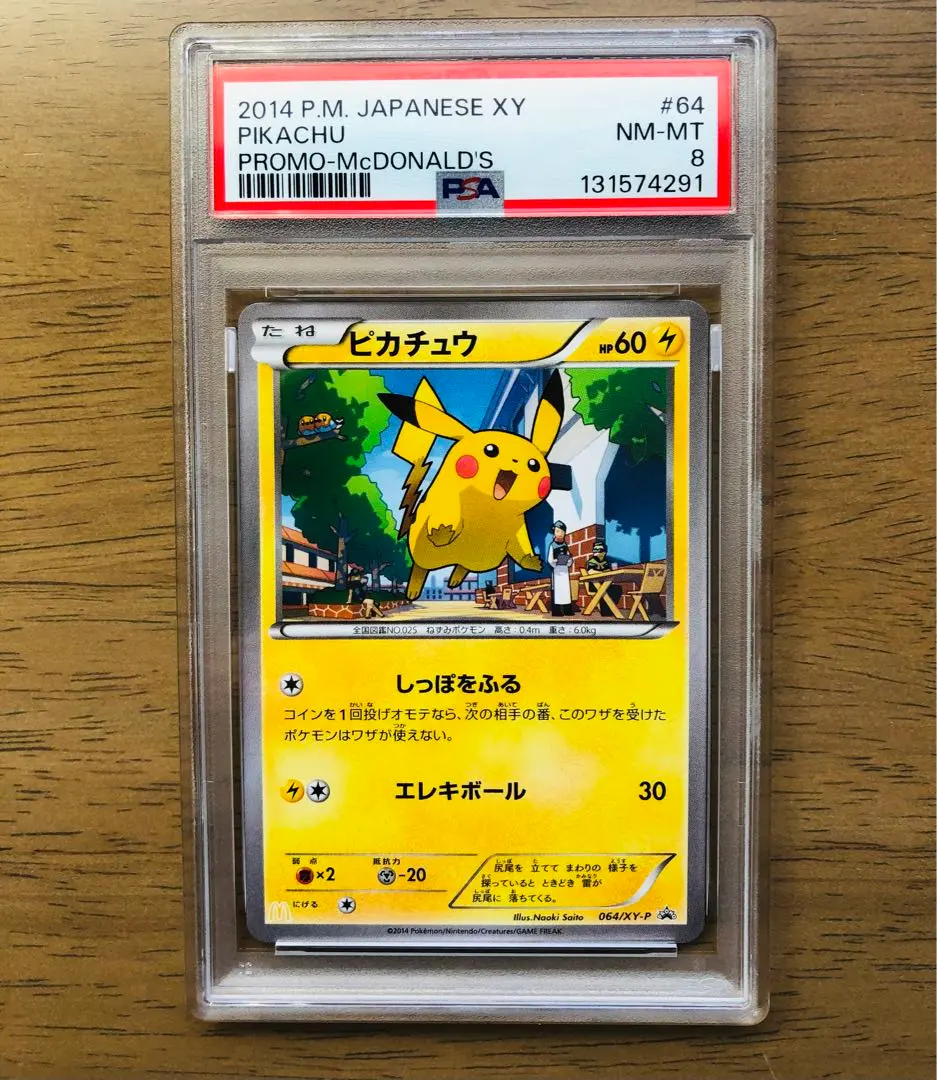 2014 P.M. JAPANESE XY #64
PIKACHU NM-MT
PROMO-McDONALD'S 8
PSA 131574291
たね ピカチュウ HP60
全国図鑑NO.025 ねずみポケモン 高さ:0.4m 重さ:6.0kg
しっぽをふる
コインを1回投げオモテなら、次の相手の番、このワザを受けた
ポケモンはワザが使えない。
エレキボール 30
弱点 抵抗力
×2 -20
にげる
尻尾を 立てて まわりの 様子を
探っていると ときどき 雷が
尻尾に 落ちてくる。
Illus.Naoki Saito 064/XY-P
©2014 Pokémon/Nintendo/Creatures/GAME FREAK.